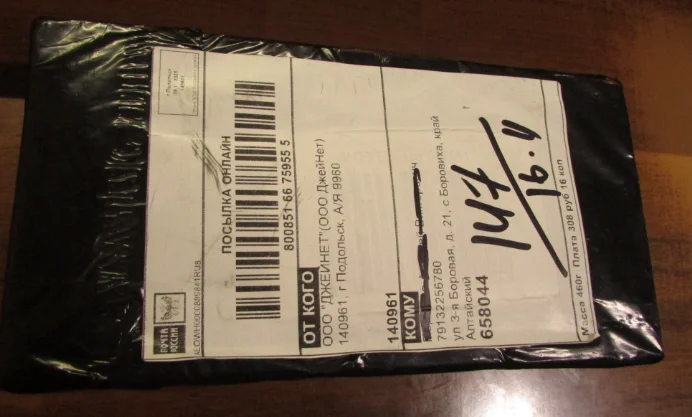 ПОЧТА РОССИИ
ПОСЫЛКА ОНЛАЙН
800851 66 75955 5
ОТ КОГО
ООО "ДЖЕЙНЕТ"(ООО ДжейНет)
140961, г Подольск, А/Я 9960
140961
КОМУ
79132256780
ул 3-я Боровая, д. 21, с Боровиха, край
Алтайский
658044
147
16.4
Масса 460г Плата 308 руб 16 коп